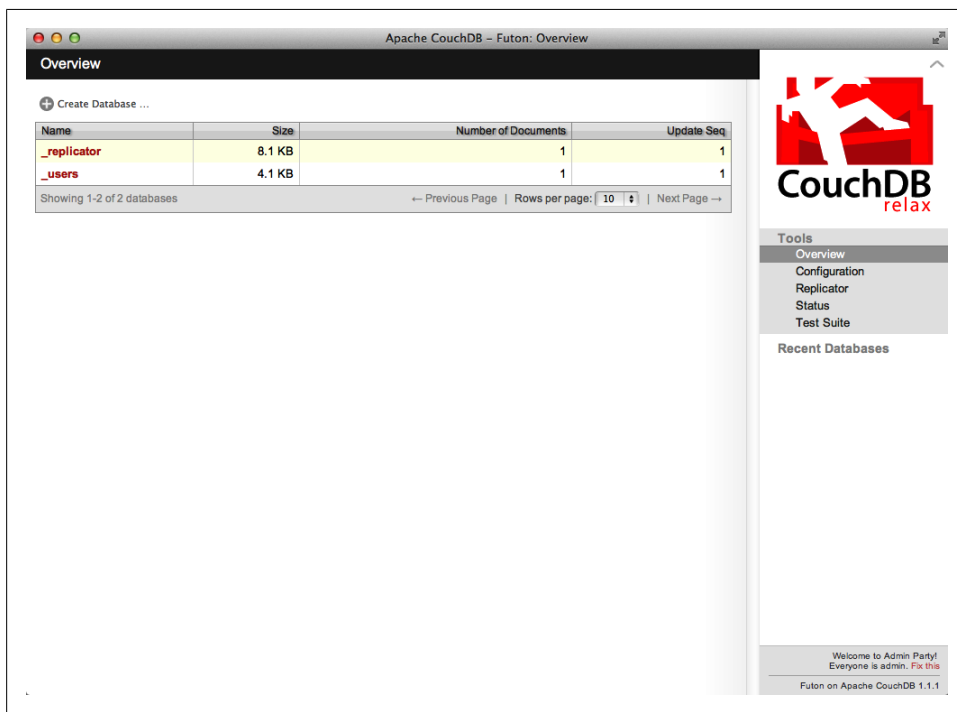 Apache CouchDB – Futon: Overview
Overview
Create Database ...
Name Size Number of Documents Update Seq
_replicator 8.1 KB 1 1
_users 4.1 KB 1 1
Showing 1-2 of 2 databases ← Previous Page | Rows per page: 10 | Next Page →
CouchDB
relax
Tools
Overview
Configuration
Replicator
Status
Test Suite
Recent Databases
Welcome to Admin Party!
Everyone is admin. Fix this
Futon on Apache CouchDB 1.1.1